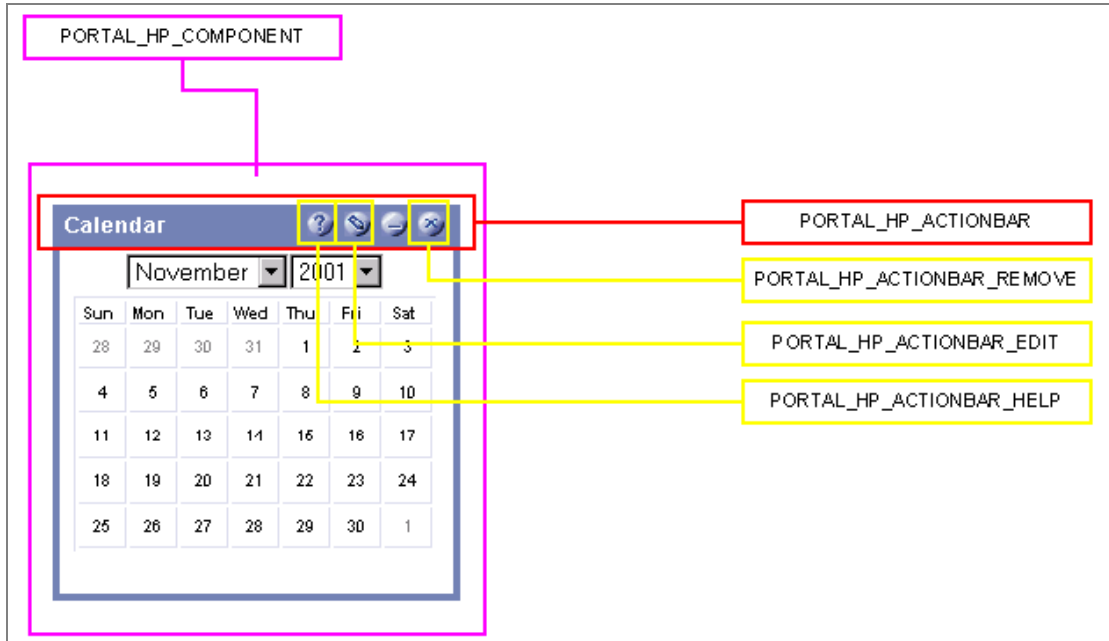 PORTAL_HP_COMPONENT
Calendar
PORTAL_HP_ACTIONBAR
November 2001
PORTAL_HP_ACTIONBAR_REMOVE
Sun Mon Tue Wed Thu Fri Sat
28 29 30 31 1 2 3
PORTAL_HP_ACTIONBAR_EDIT
4 5 6 7 8 9 10
PORTAL_HP_ACTIONBAR_HELP
11 12 13 14 15 16 17
18 19 20 21 22 23 24
25 26 27 28 29 30 1